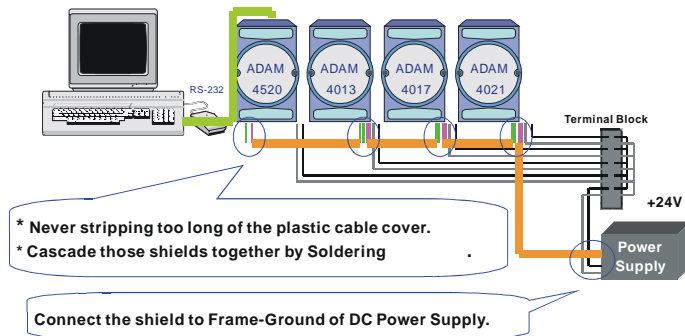 RS-232
ADAM
4520
ADAM
4013
ADAM
4017
ADAM
4021
Terminal Block
+24V
Power
Supply
* Never stripping too long of the plastic cable cover.
* Cascade those shields together by Soldering .
Connect the shield to Frame-Ground of DC Power Supply.